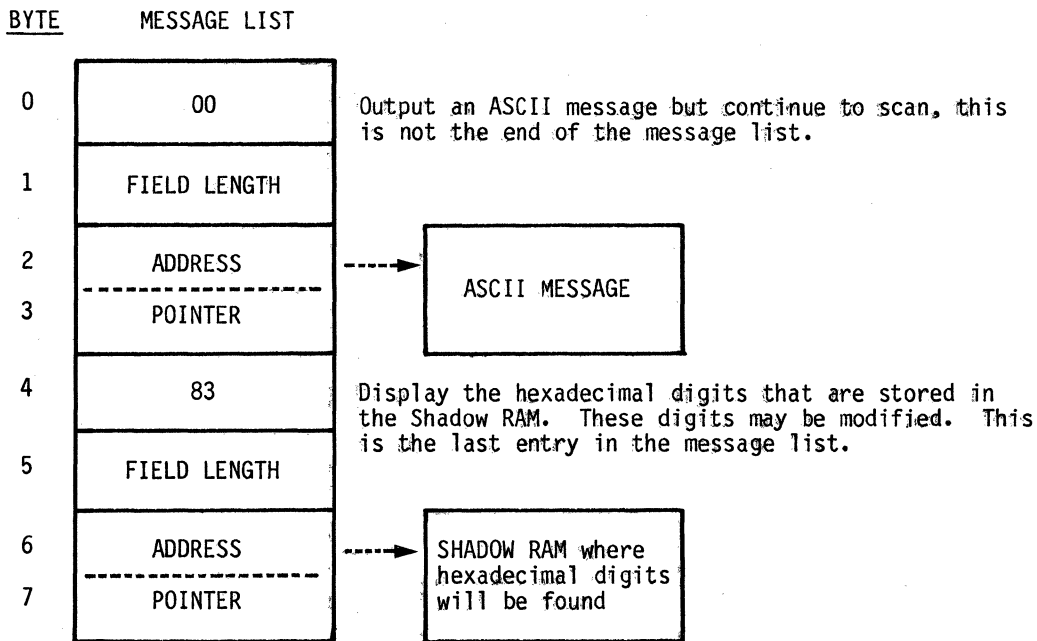 BYTE MESSAGE LIST
0 00 Output an ASCII message but continue to scan, this
is not the end of the message list.
1 FIELD LENGTH
2 ADDRESS
ASCII MESSAGE
3 POINTER
4 83 Display the hexadecimal digits that are stored in
the Shadow RAM. These digits may be modified. This
is the last entry in the message list.
5 FIELD LENGTH
6 ADDRESS SHADOW RAM where
hexadecimal digits
7 POINTER will be found